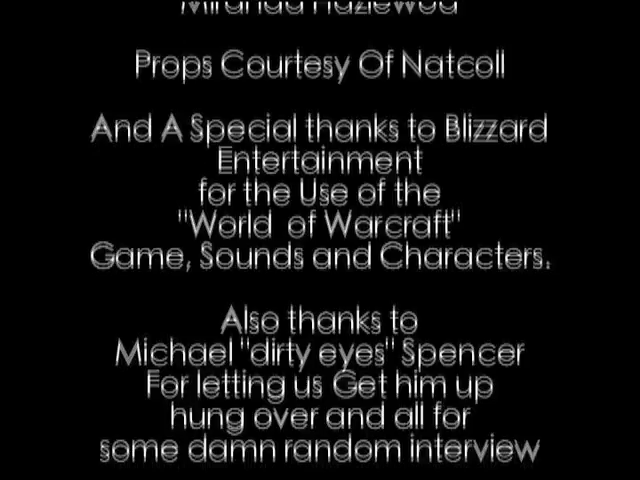 Miranda Hazlewood
Props Courtesy Of Natcoll
And A Special thanks to Blizzard
Entertainment
for the Use of the
"World of Warcraft"
Game, Sounds and Characters.
Also thanks to
Michael "dirty eyes" Spencer
For letting us Get him up
hung over and all for
some damn random interview